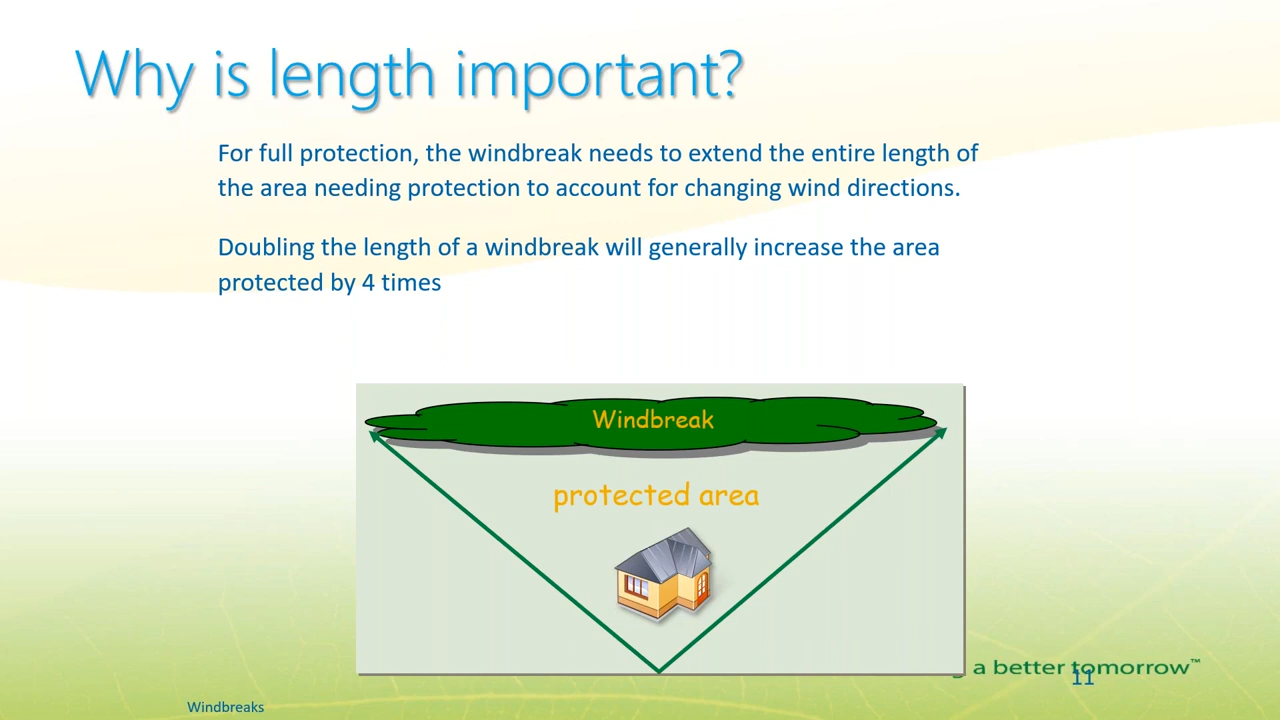 Why is length important?
For full protection, the windbreak needs to extend the entire length of
the area needing protection to account for changing wind directions.
Doubling the length of a windbreak will generally increase the area
protected by 4 times
Windbreak
protected area
a better tomorrow™
11
Windbreaks